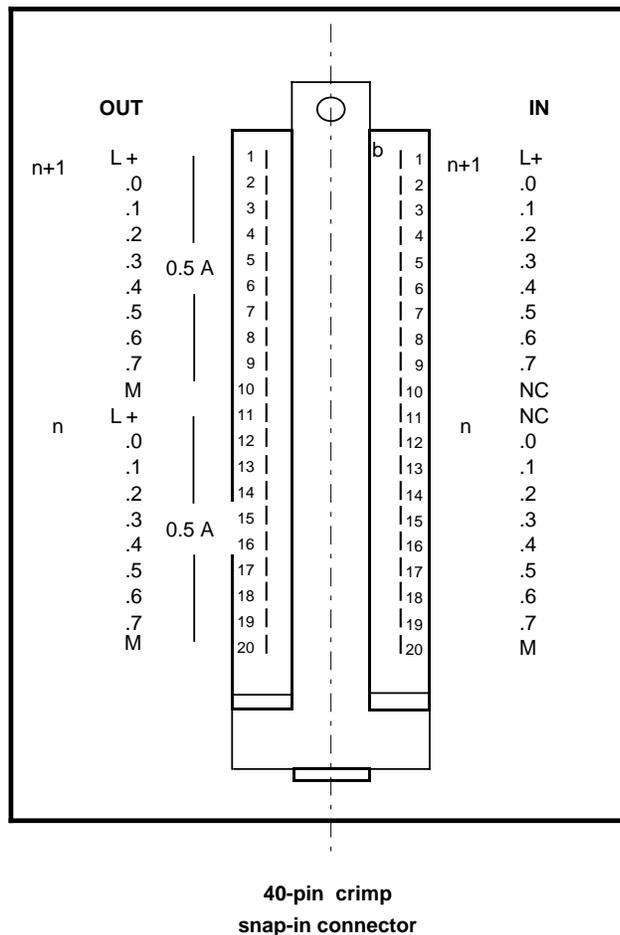 OUT IN
L + 1 b 1 L+
n+1 n+1
.0 2 2 .0
.1 3 3 .1
.2 4 4 .2
.3 0.5 A 5 5 .3
.4 6 6 .4
.5 7 7 .5
.6 8 8 .6
.7 9 9 .7
M 10 10 NC
L + 11 11 NC
n n
.0 12 12 .0
.1 13 13 .1
.2 14 14 .2
.3 0.5 A 15 15 .3
.4 16 16 .4
.5 17 17 .5
.6 18 18 .6
.7 19 19 .7
M 20 20 M
40-pin crimp
snap-in connector